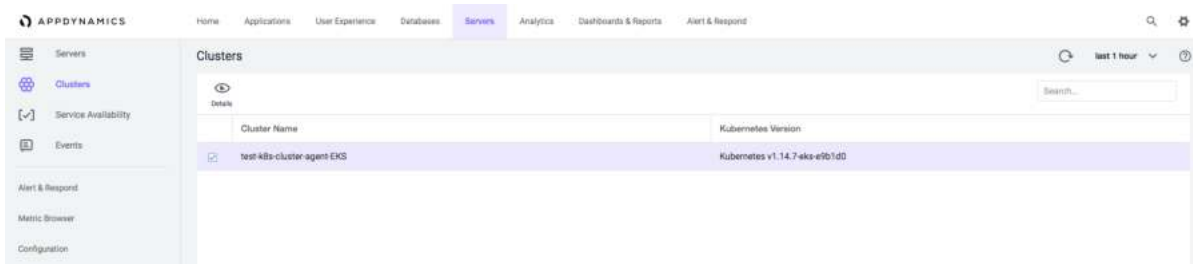 APPDYNAMICS
Home Applications User Experience Databases Servers Analytics Dashboards & Reports Alert & Respond
Servers
Clusters
Service Availability
Events
Alert & Respond
Metric Browser
Configuration
Clusters
last 1 hour
Details
Search...
Cluster Name Kubernetes Version
test-k8s-cluster-agent-EKS Kubernetes v1.14.7-eks-e9b1d0